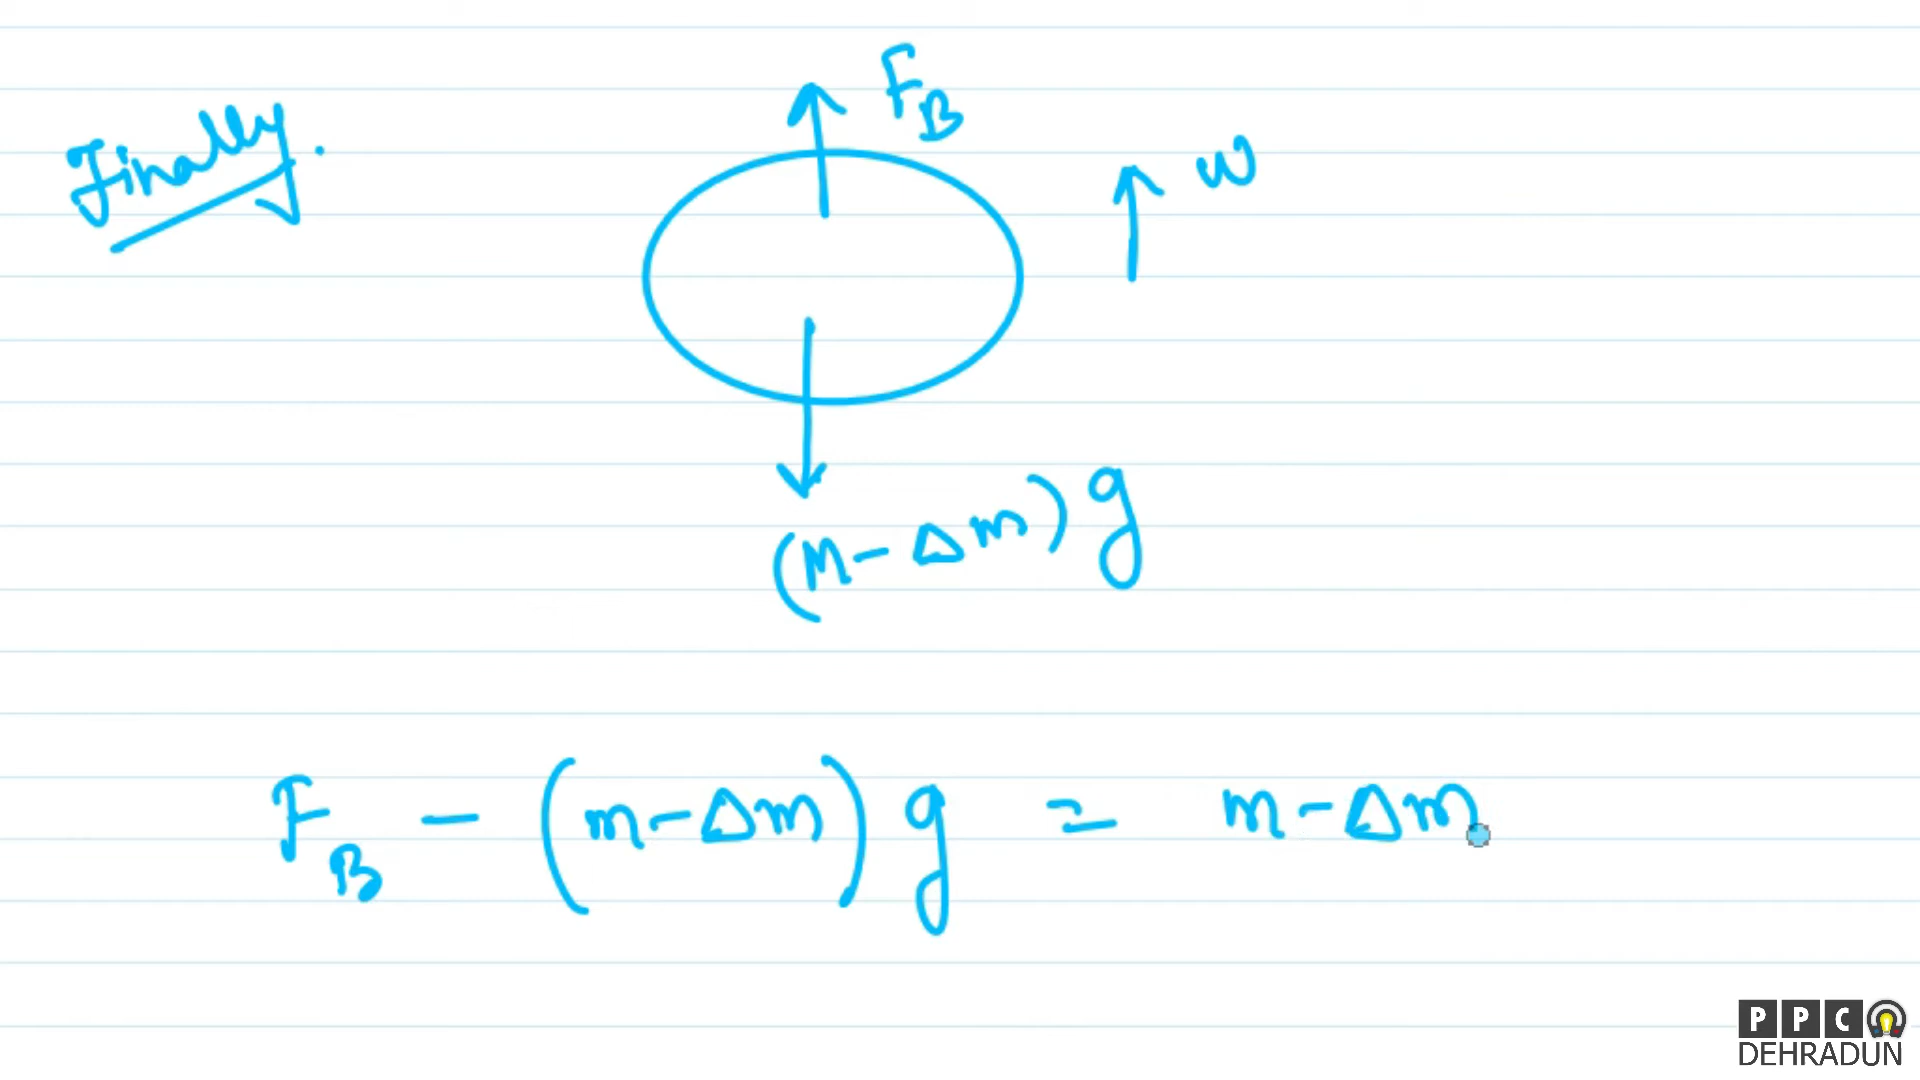 Finally.
F_B
w
(m - Δm) g
F_B - (m - Δm) g = m - Δm
PPC
DEHRADUN